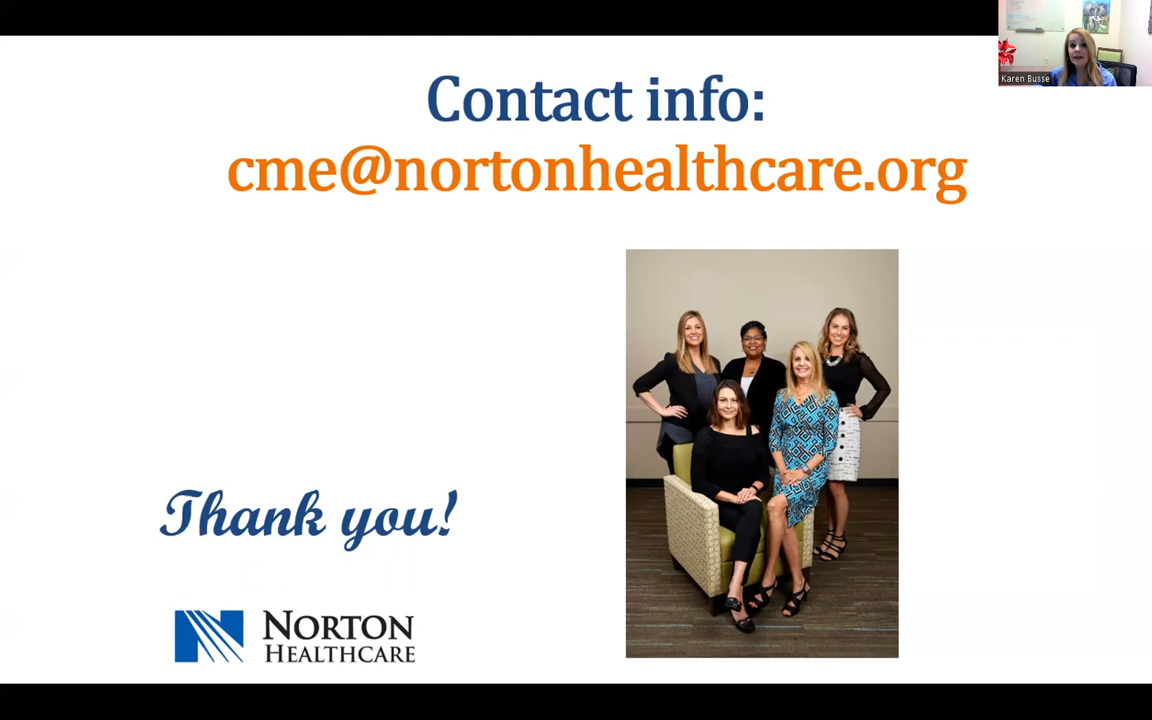 Karen Busse
Contact info:
cme@nortonhealthcare.org
Thank you!
NORTON
HEALTHCARE